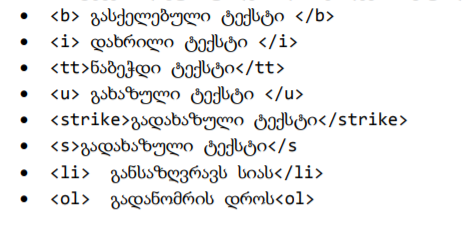 • <b> გასქელებული ტექსტი </b>
• <i> დახრილი ტექსტი </i>
• <tt>ნაბეჭდი ტექსტი</tt>
• <u> გახაზული ტექსტი </u>
• <strike>გადახაზული ტექსტი</strike>
• <s>გადახაზული ტექსტი</s
• <li> განსაზღვრავს სიას</li>
• <ol> გადანომრის დროს<ol>